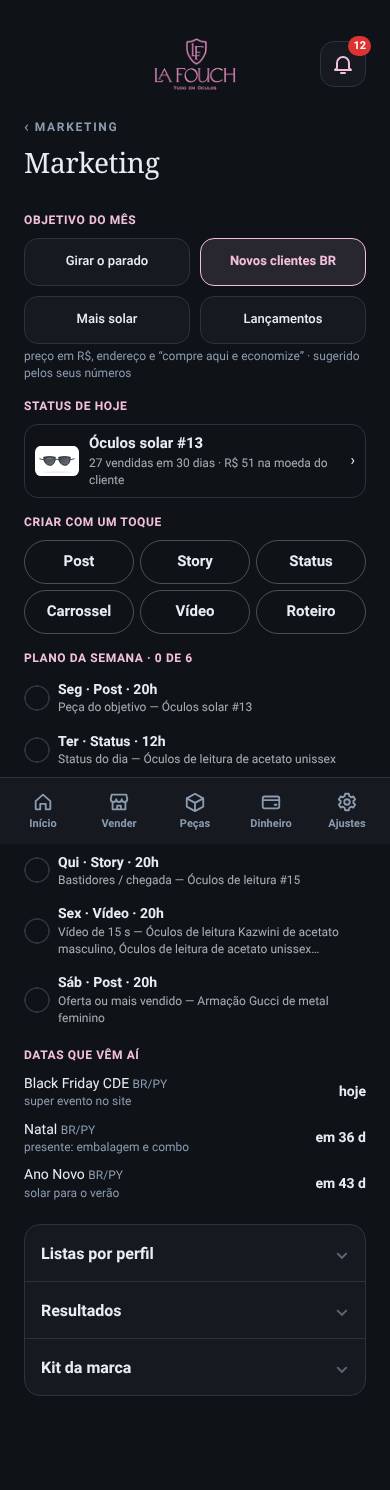 12
LF
LA FOUCH
TUDO EM ÓCULOS
‹ MARKETING
Marketing
OBJETIVO DO MÊS
Girar o parado
Novos clientes BR
Mais solar
Lançamentos
preço em R$, endereço e “compre aqui e economize” · sugerido
pelos seus números
STATUS DE HOJE
Óculos solar #13
27 vendidas em 30 dias · R$ 51 na moeda do
cliente
›
CRIAR COM UM TOQUE
Post
Story
Status
Carrossel
Vídeo
Roteiro
PLANO DA SEMANA · 0 DE 6
Seg · Post · 20h
Peça do objetivo — Óculos solar #13
Ter · Status · 12h
Status do dia — Óculos de leitura de acetato unissex
Início
Vender
Peças
Dinheiro
Ajustes
Qui · Story · 20h
Bastidores / chegada — Óculos de leitura #15
Sex · Vídeo · 20h
Vídeo de 15 s — Óculos de leitura Kazwini de acetato
masculino, Óculos de leitura de acetato unissex…
Sáb · Post · 20h
Oferta ou mais vendido — Armação Gucci de metal
feminino
DATAS QUE VÊM AÍ
Black Friday CDE BR/PY
super evento no site
hoje
Natal BR/PY
presente: embalagem e combo
em 36 d
Ano Novo BR/PY
solar para o verão
em 43 d
Listas por perfil
Resultados
Kit da marca